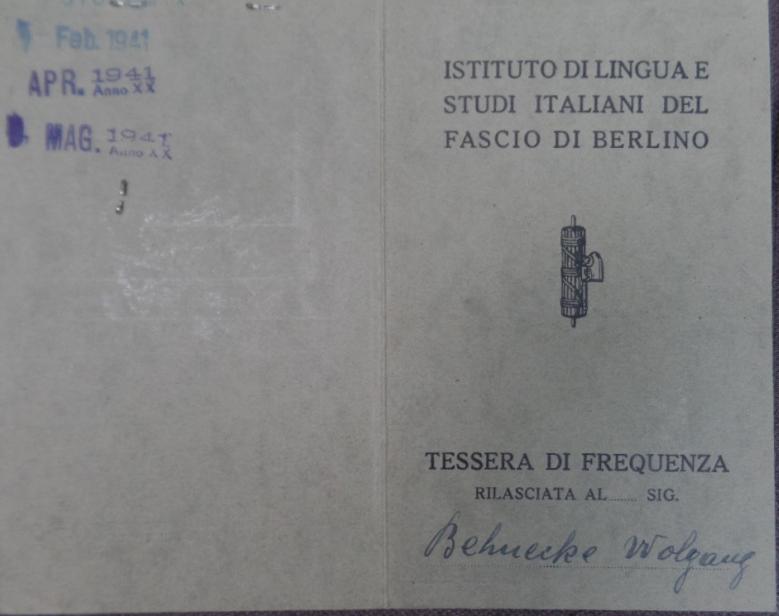 Feb. 1941
APR. 1941
Anno XX
MAG. 1941
Anno XX
ISTITUTO DI LINGUA E
STUDI ITALIANI DEL
FASCIO DI BERLINO
TESSERA DI FREQUENZA
RILASCIATA AL........ SIG.
Behnecke Wolgang